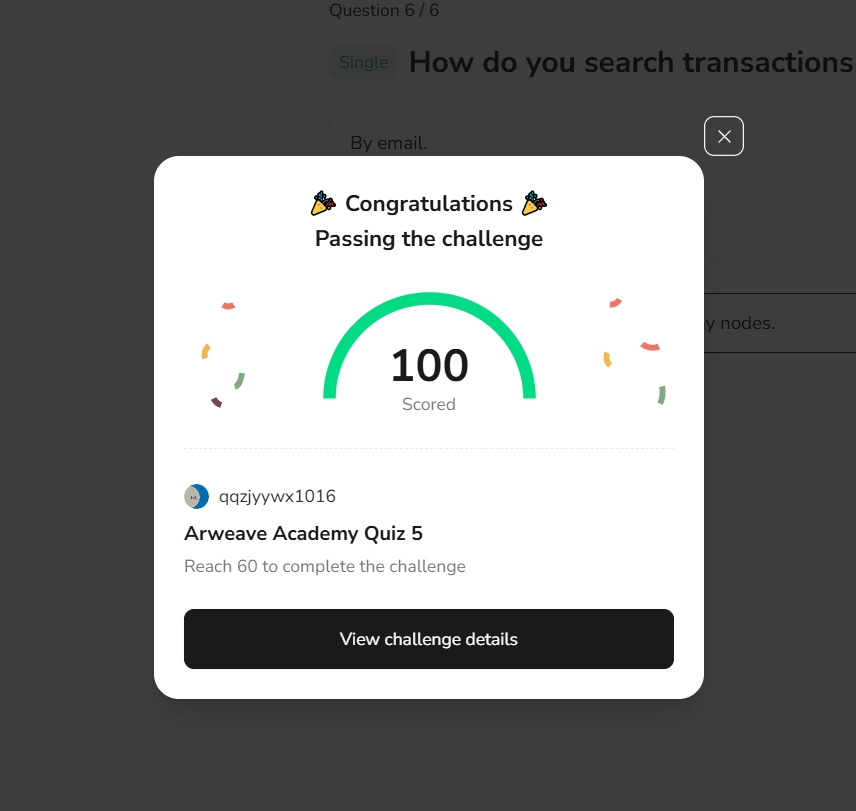 Question 6 / 6
Single How do you search transactions
By email.
Congratulations
Passing the challenge
y nodes.
100
Scored
qqzjyywx1016
Arweave Academy Quiz 5
Reach 60 to complete the challenge
View challenge details